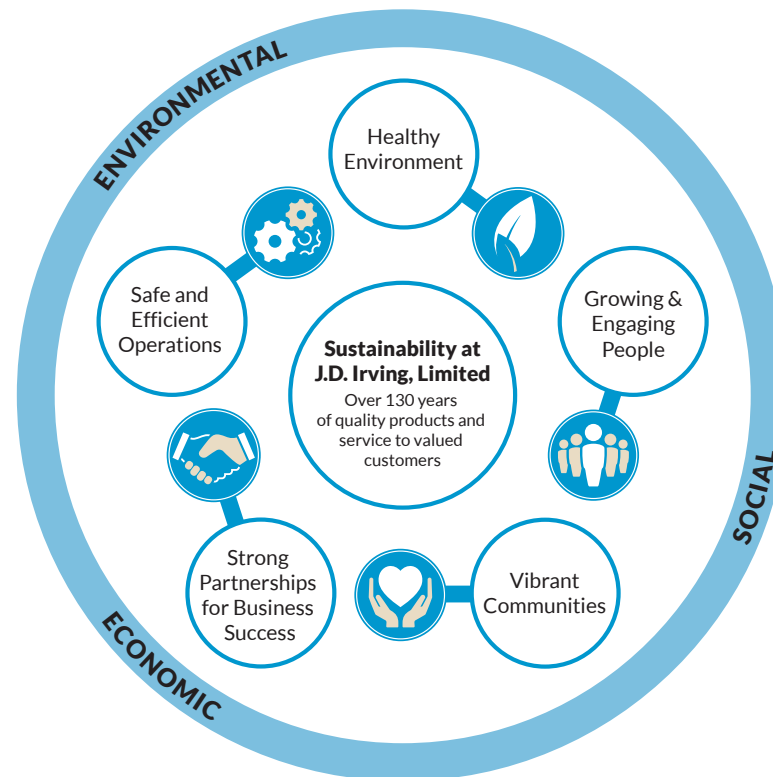 ENVIRONMENTAL
Healthy
Environment
Safe and
Efficient
Operations
Growing &
Engaging
People
Sustainability at
J.D. Irving, Limited
Over 130 years
of quality products and
service to valued
customers
SOCIAL
Strong
Partnerships
for Business
Success
Vibrant
Communities
ECONOMIC